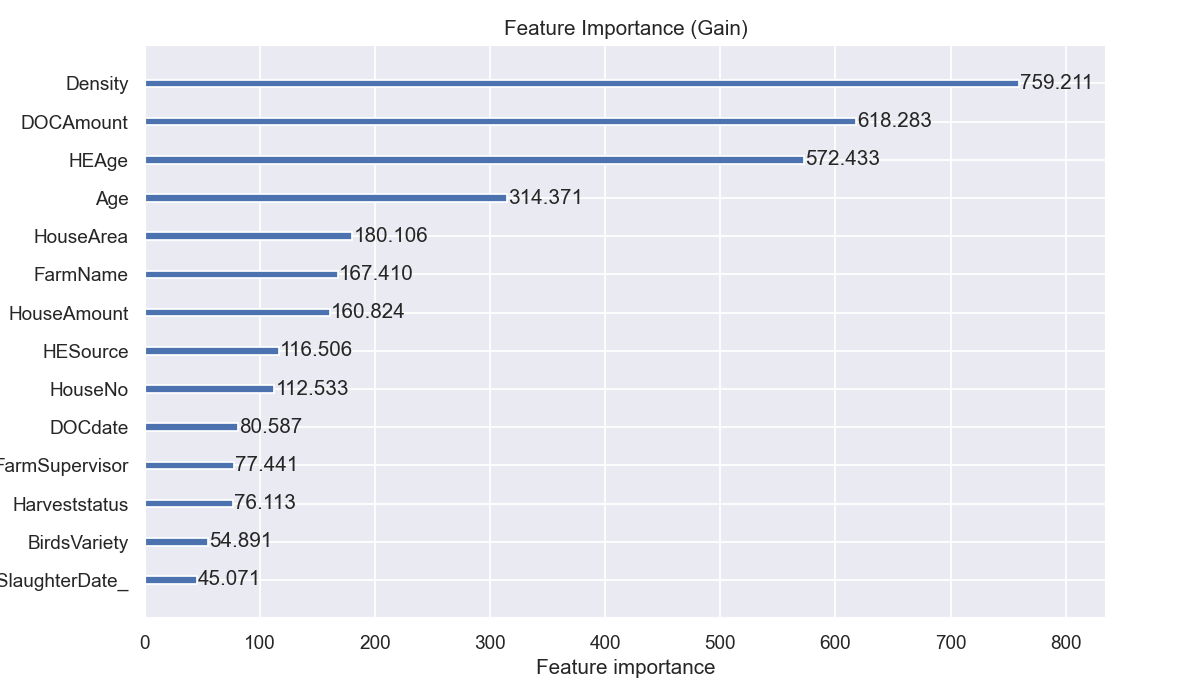 Feature Importance (Gain)
Density 759.211
DOCAmount 618.283
HEAge 572.433
Age 314.371
HouseArea 180.106
FarmName 167.410
HouseAmount 160.824
HESource 116.506
HouseNo 112.533
DOCdate 80.587
FarmSupervisor 77.441
Harveststatus 76.113
BirdsVariety 54.891
SlaughterDate_ 45.071
0 100 200 300 400 500 600 700 800
Feature importance